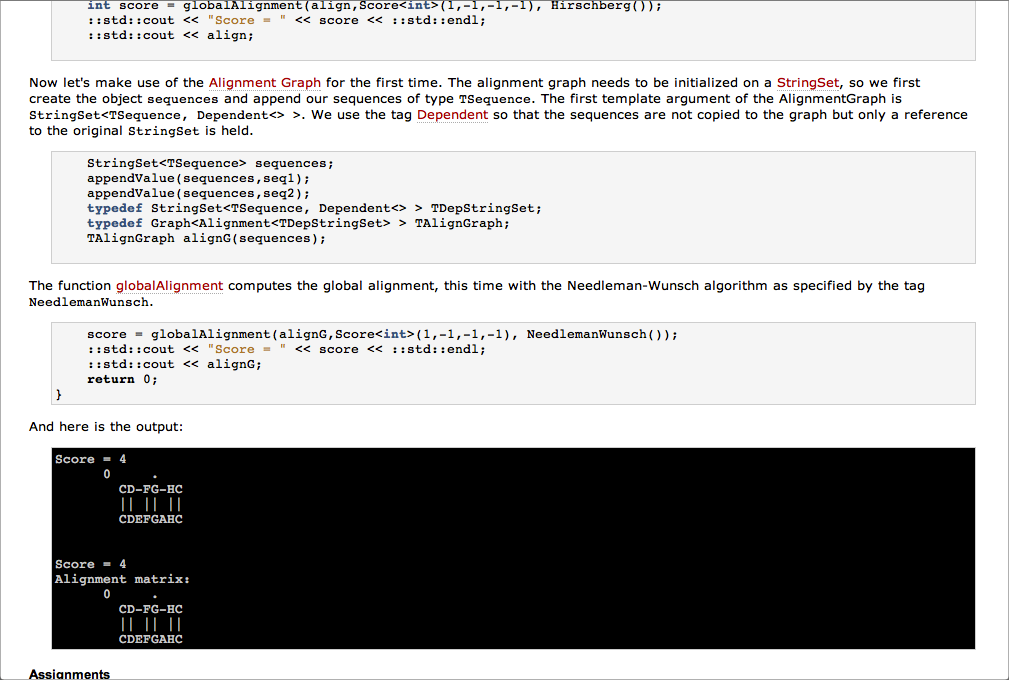 int score = globalAlignment(align,Score<int>(1,-1,-1,-1), Hirschberg());
::std::cout << "Score = " << score << ::std::endl;
::std::cout << align;
Now let's make use of the Alignment Graph for the first time. The alignment graph needs to be initialized on a StringSet, so we first
create the object sequences and append our sequences of type TSequence. The first template argument of the AlignmentGraph is
StringSet<TSequence, Dependent<> >. We use the tag Dependent so that the sequences are not copied to the graph but only a reference
to the original StringSet is held.
StringSet<TSequence> sequences;
appendValue(sequences,seq1);
appendValue(sequences,seq2);
typedef StringSet<TSequence, Dependent<> > TDepStringSet;
typedef Graph<Alignment<TDepStringSet> > TAlignGraph;
TAlignGraph alignG(sequences);
The function globalAlignment computes the global alignment, this time with the Needleman-Wunsch algorithm as specified by the tag
NeedlemanWunsch.
score = globalAlignment(alignG,Score<int>(1,-1,-1,-1), NeedlemanWunsch());
::std::cout << "Score = " << score << ::std::endl;
::std::cout << alignG;
return 0;
}
And here is the output:
Score = 4
0     .
CD-FG-HC
|| || ||
CDEFGAHC
Score = 4
Alignment matrix:
0     .
CD-FG-HC
|| || ||
CDEFGAHC
Assignments